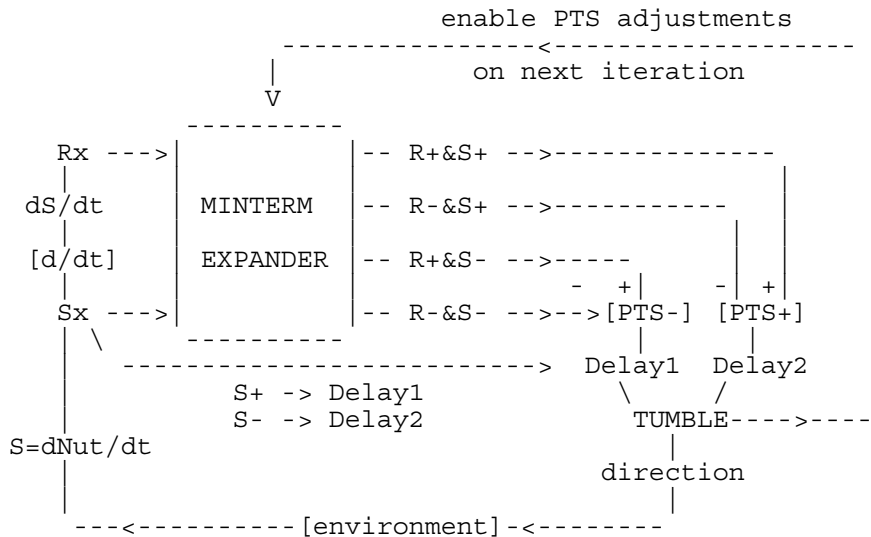 enable PTS adjustments
----------------<-------------------
| on next iteration
V
----------
Rx --->| |-- R+&S+ -->--------------
| | | |
dS/dt | MINTERM |-- R-&S+ -->----------- |
| | | | |
[d/dt] | EXPANDER |-- R+&S- -->----- | |
| | | - +| -| +|
Sx --->| |-- R-&S- -->-->[PTS-] [PTS+]
| \ ---------- | |
| ---------------------------> Delay1 Delay2
| S+ -> Delay1 \ /
| S- -> Delay2 TUMBLE---->----
S=dNut/dt |
| direction
| |
---<----------[environment]-<-------